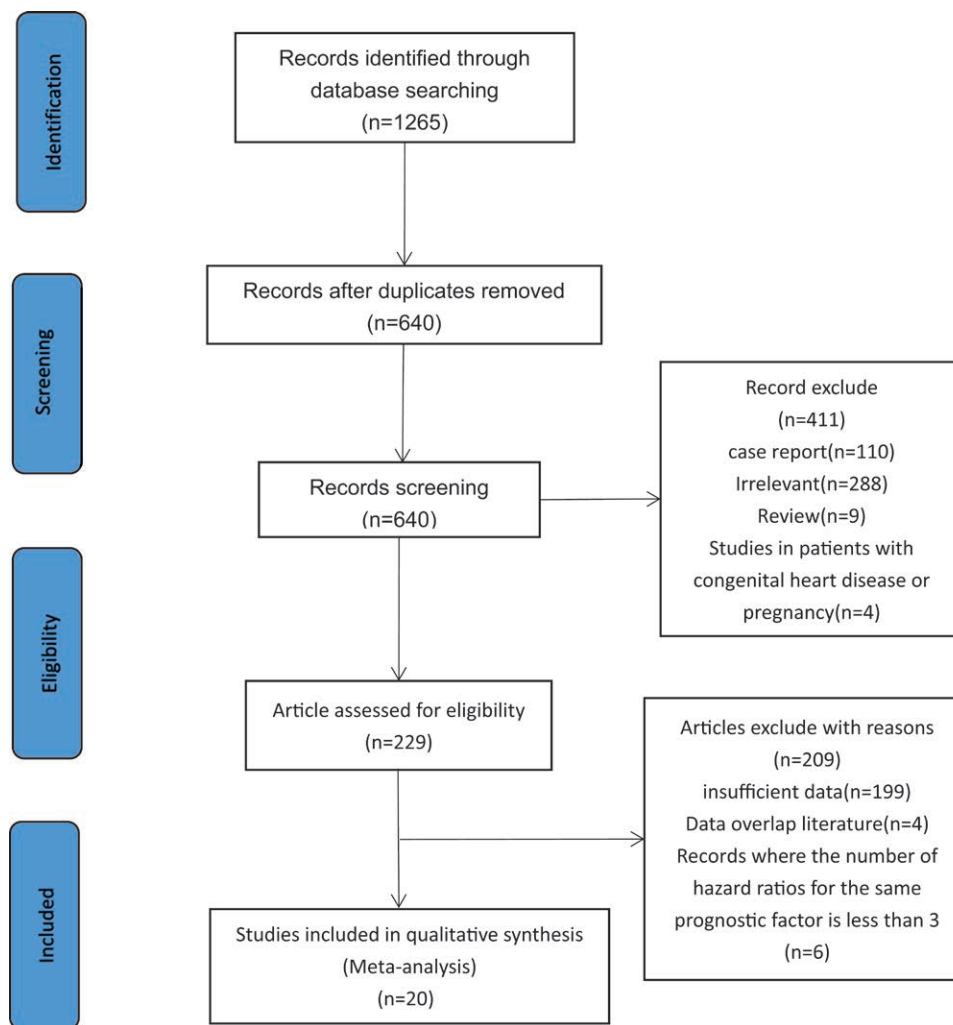 Identification
Records identified through
database searching
(n=1265)
Screening
Records after duplicates removed
(n=640)
Records screening
(n=640)
Record exclude
(n=411)
case report(n=110)
Irrelevant(n=288)
Review(n=9)
Studies in patients with
congenital heart disease or
pregnancy(n=4)
Eligibility
Article assessed for eligibility
(n=229)
Articles exclude with reasons
(n=209)
insufficient data(n=199)
Data overlap literature(n=4)
Records where the number of
hazard ratios for the same
prognostic factor is less than 3
(n=6)
Included
Studies included in qualitative synthesis
(Meta-analysis)
(n=20)